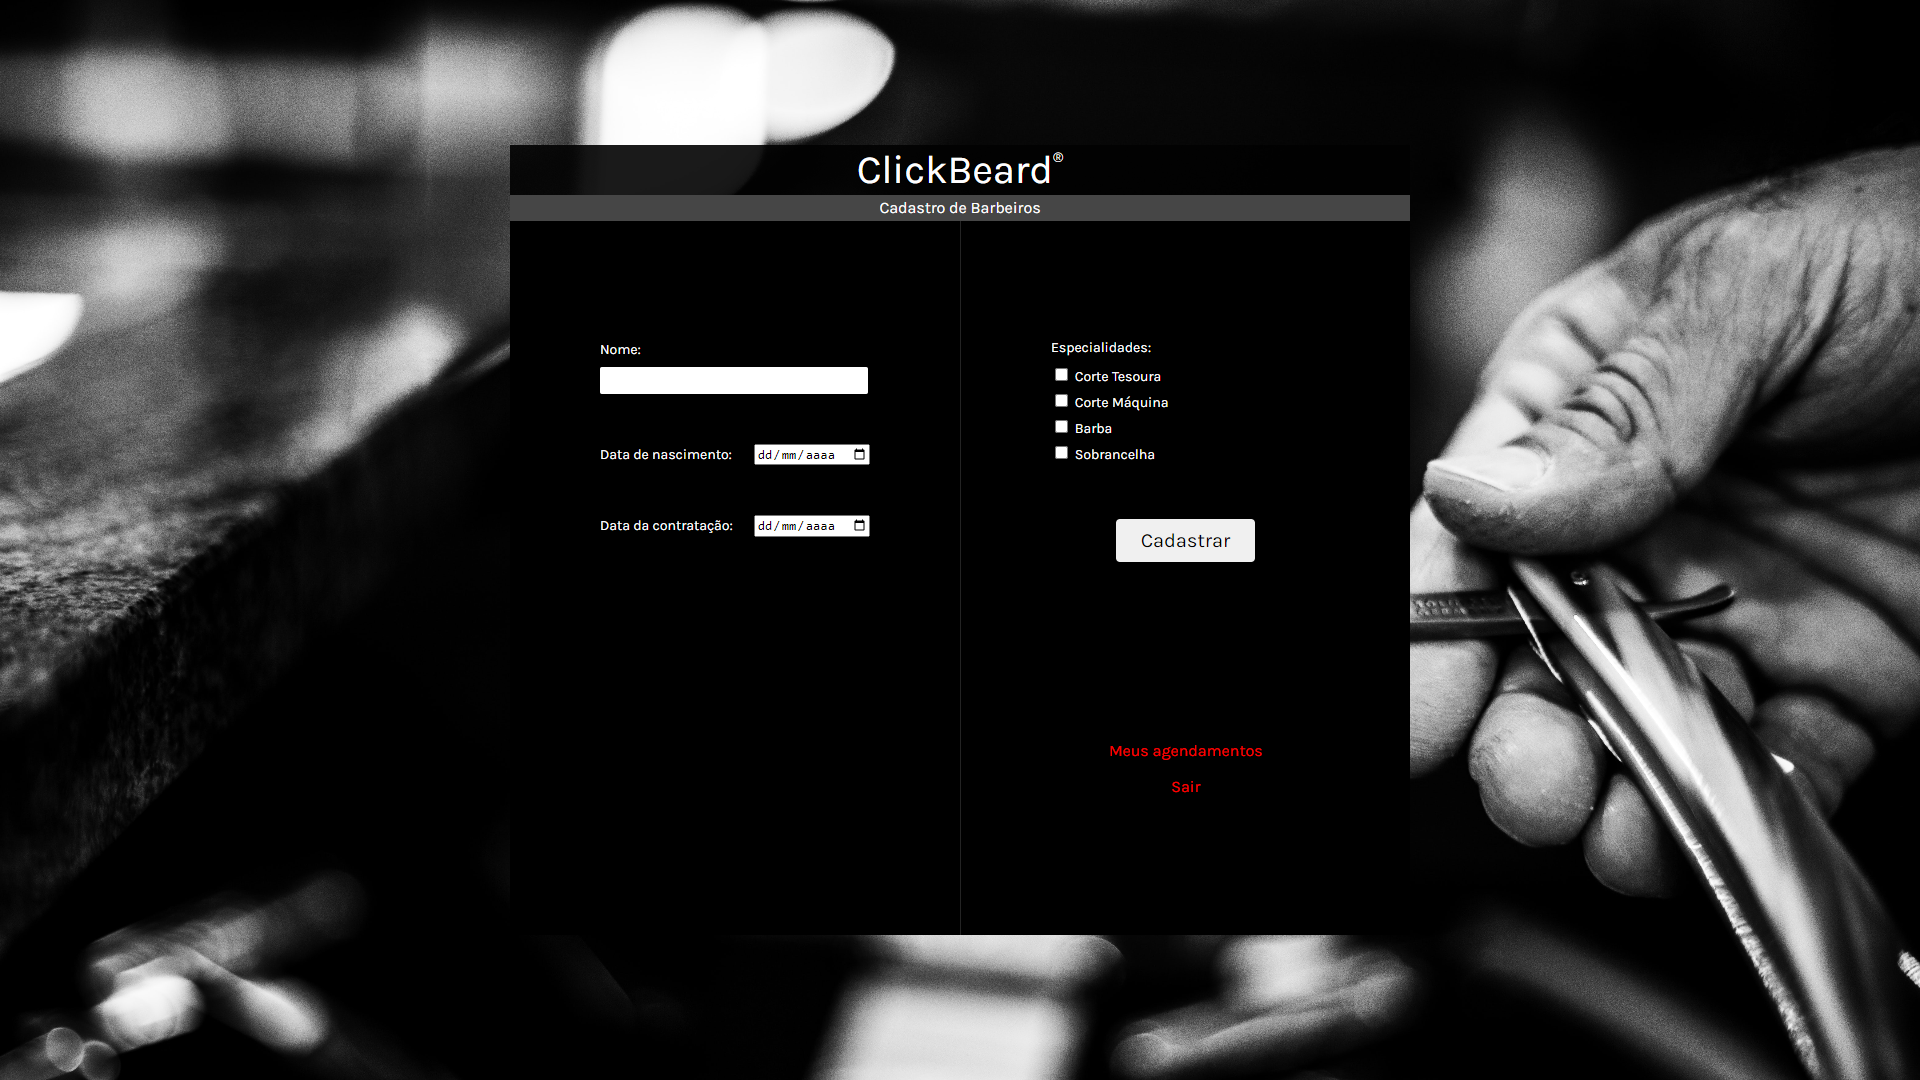 ClickBeard®
Cadastro de Barbeiros
Nome:
Data de nascimento: dd/mm/aaaa
Data da contratação: dd/mm/aaaa
Especialidades:
Corte Tesoura
Corte Máquina
Barba
Sobrancelha
Cadastrar
Meus agendamentos
Sair